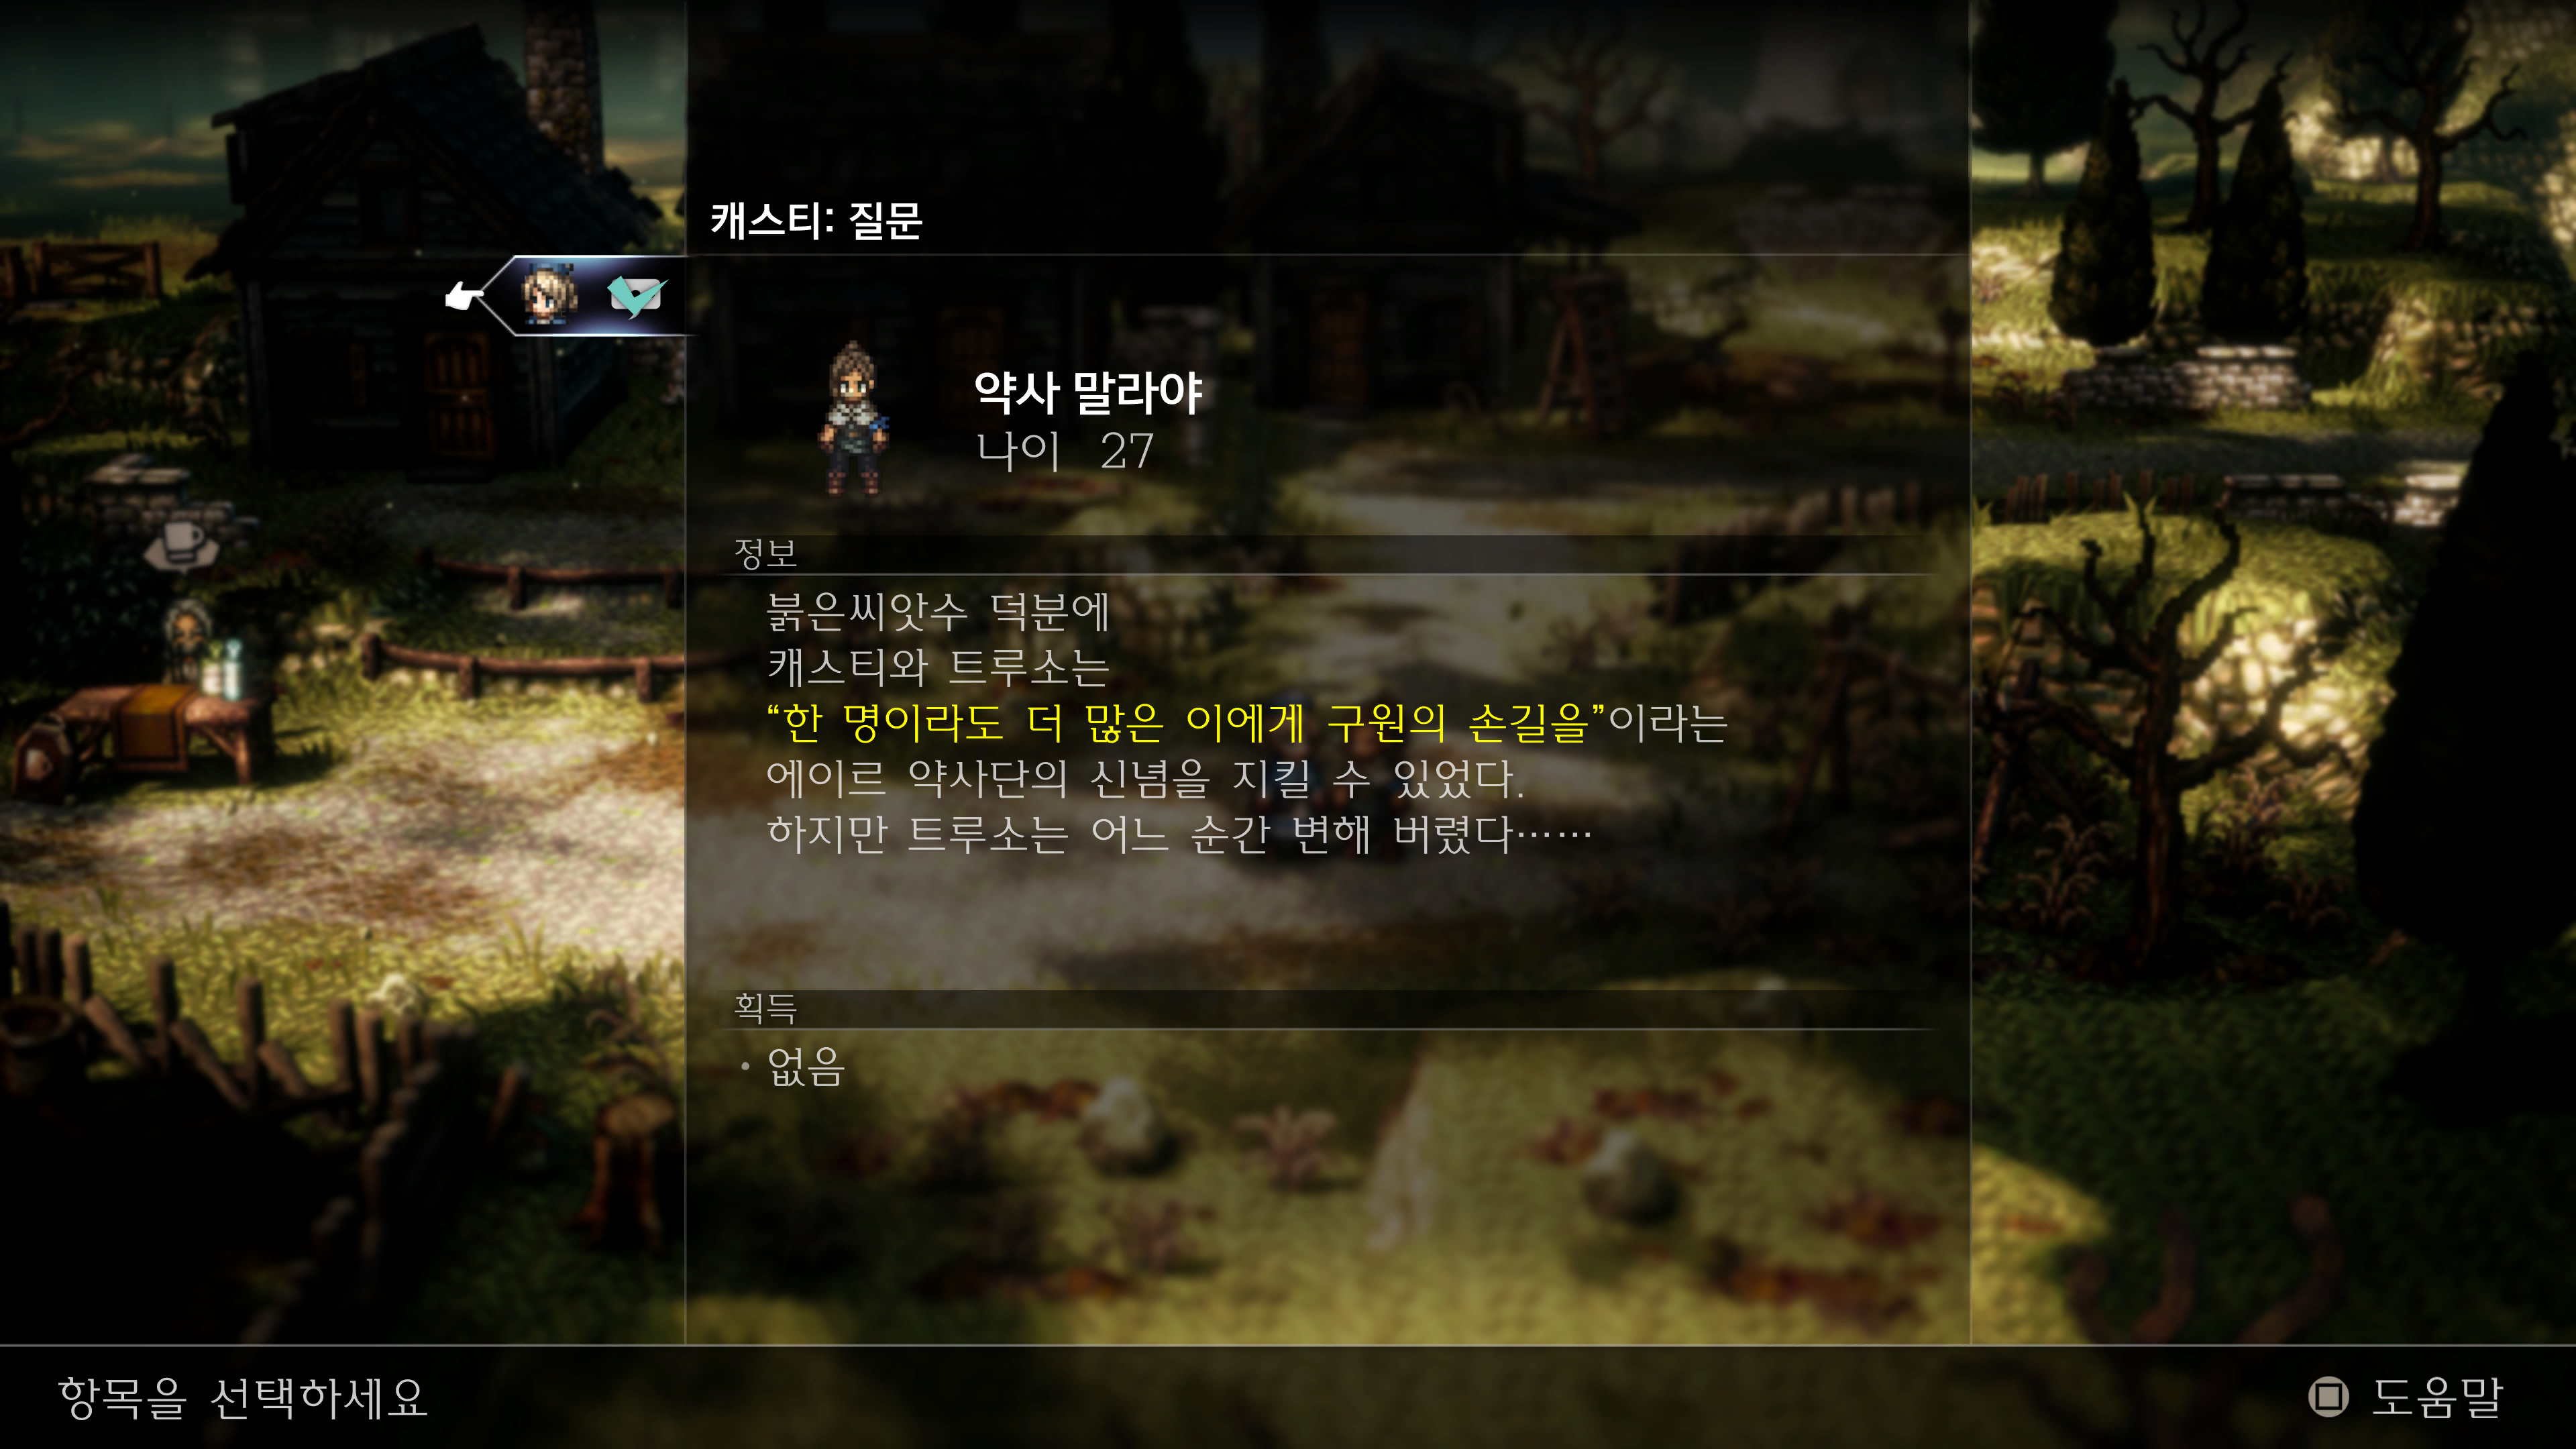 캐스티: 질문
약사 말라야
나이 27
정보
붉은씨앗수 덕분에
캐스티와 트루소는
“한 명이라도 더 많은 이에게 구원의 손길을”이라는
에이르 약사단의 신념을 지킬 수 있었다.
하지만 트루소는 어느 순간 변해 버렸다……
획득
• 없음
항목을 선택하세요
도움말